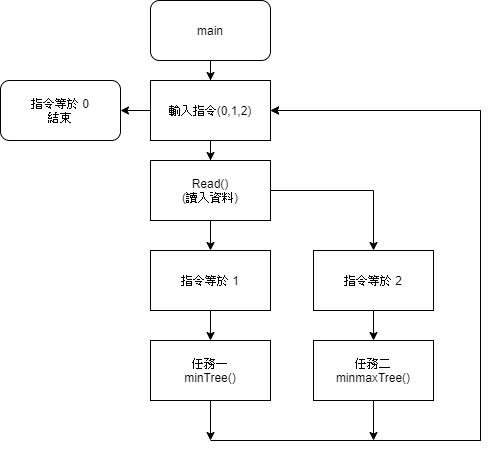 main
指令等於 0
結束
輸入指令(0,1,2)
Read()
(讀入資料)
指令等於 1
指令等於 2
任務一
minTree()
任務二
minmaxTree()